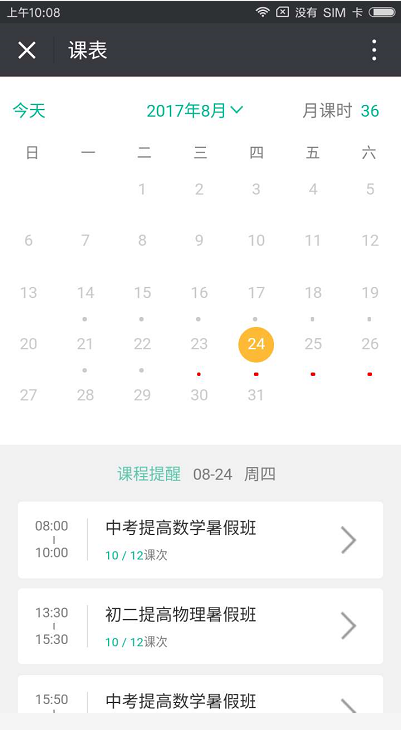 上午10:08 没有 SIM 卡
课表
今天 2017年8月 月课时 36
日 一 二 三 四 五 六
1 2 3 4 5
6 7 8 9 10 11 12
13 14 15 16 17 18 19
20 21 22 23 24 25 26
27 28 29 30 31
课程提醒 08-24 周四
08:00
中考提高数学暑假班
10:00
10 / 12课次
13:30
初二提高物理暑假班
15:30
10 / 12课次
15:50
中考提高数学暑假班